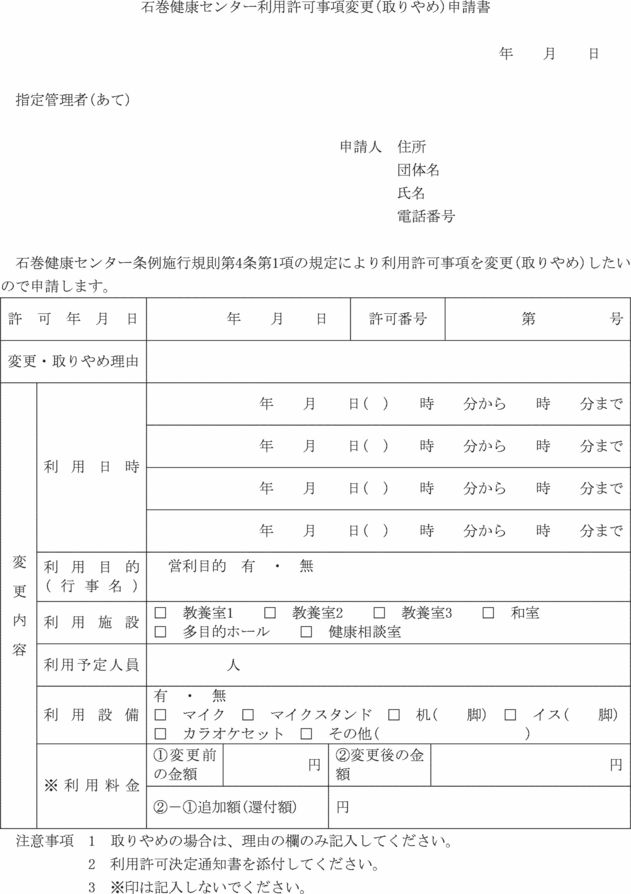 石巻健康センター利用許可事項変更(取りやめ)申請書
年　　月　　日
指定管理者(あて)
申請人　住所
団体名
氏名
電話番号
石巻健康センター条例施行規則第4条第1項の規定により利用許可事項を変更(取りやめ)したい
ので申請します。
許可年月日　　年　　月　　日　許可番号　第　　　　号
変更・取りやめ理由
変更内容
利用日時
年　　月　　日(　)　　時　　分から　　時　　分まで
年　　月　　日(　)　　時　　分から　　時　　分まで
年　　月　　日(　)　　時　　分から　　時　　分まで
年　　月　　日(　)　　時　　分から　　時　　分まで
利用目的
(行事名)
営利目的　有　・　無
利用施設
□　教養室1　　□　教養室2　　□　教養室3　　□　和室
□　多目的ホール　　□　健康相談室
利用予定人員　　人
利用設備
有　・　無
□　マイク　□　マイクスタンド　□　机(　　脚)　□　イス(　　脚)
□　カラオケセット　□　その他(　　　　　　　　　　)
※利用料金
①変更前
の金額
円
②変更後の金
額
円
②－①追加額(還付額)　円
注意事項　1　取りやめの場合は、理由の欄のみ記入してください。
2　利用許可決定通知書を添付してください。
3　※印は記入しないでください。